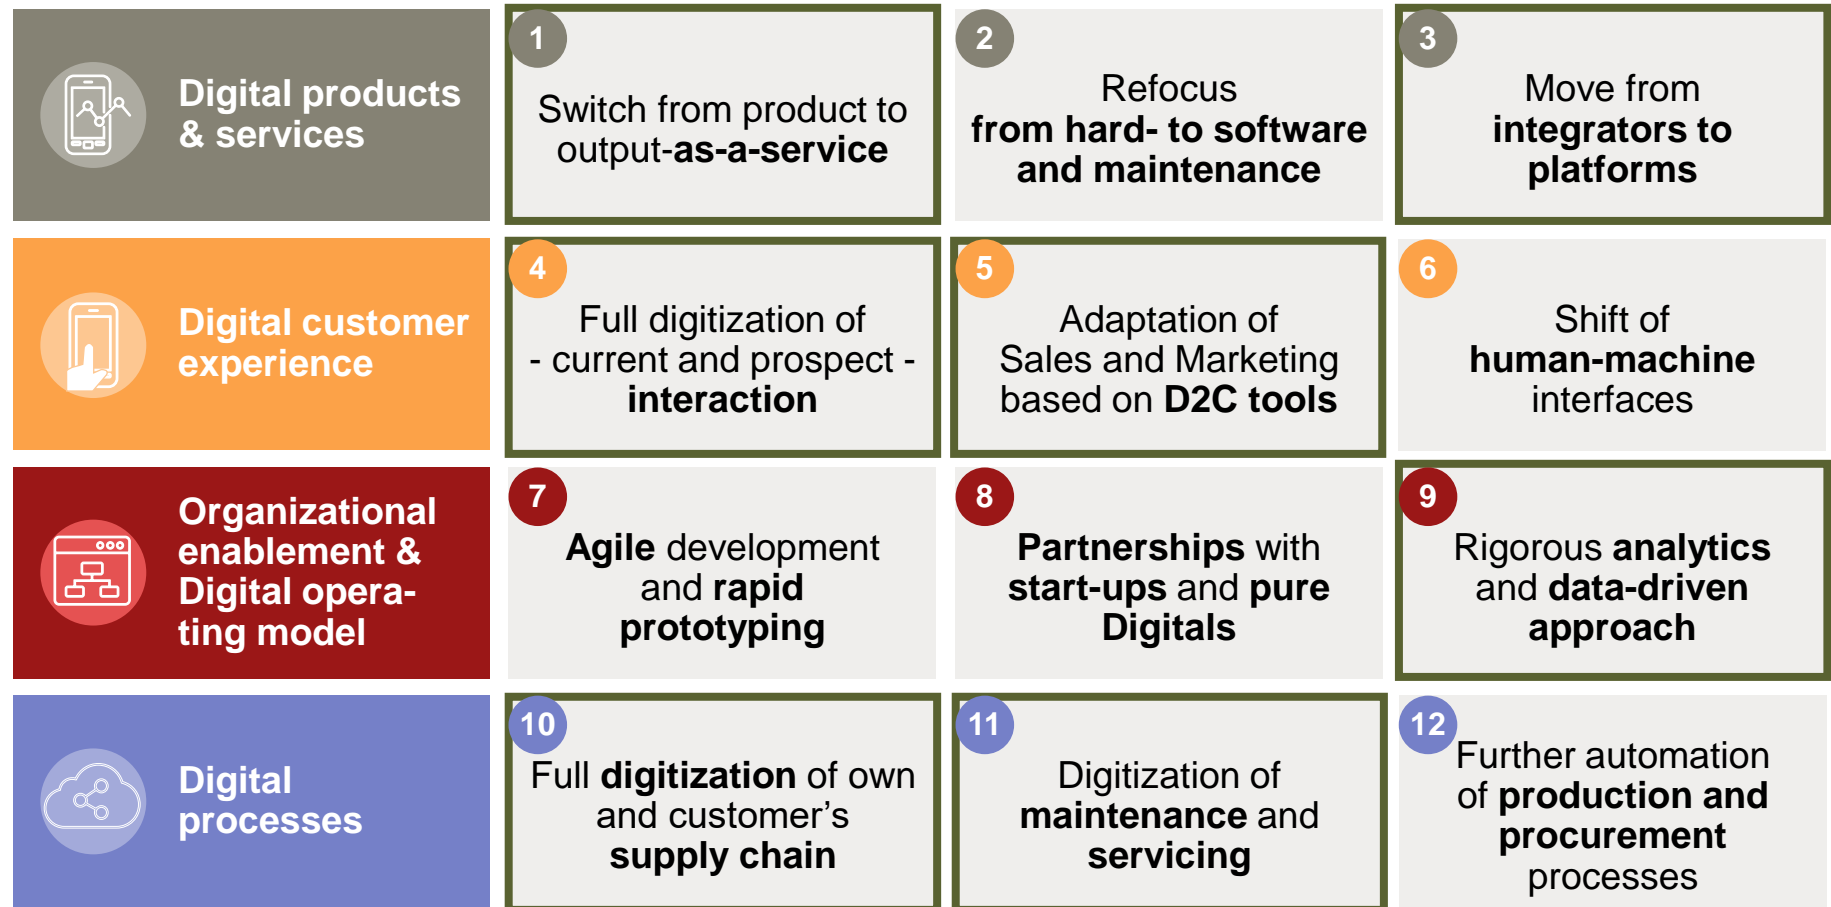 Digital products
& services
1
Switch from product to
output-as-a-service
2
Refocus
from hard- to software
and maintenance
3
Move from
integrators to
platforms
Digital customer
experience
4
Full digitization of
- current and prospect -
interaction
5
Adaptation of
Sales and Marketing
based on D2C tools
6
Shift of
human-machine
interfaces
Organizational
enablement &
Digital opera-
ting model
7
Agile development
and rapid
prototyping
8
Partnerships with
start-ups and pure
Digitals
9
Rigorous analytics
and data-driven
approach
Digital
processes
10
Full digitization of own
and customer’s
supply chain
11
Digitization of
maintenance and
servicing
12
Further automation
of production and
procurement
processes